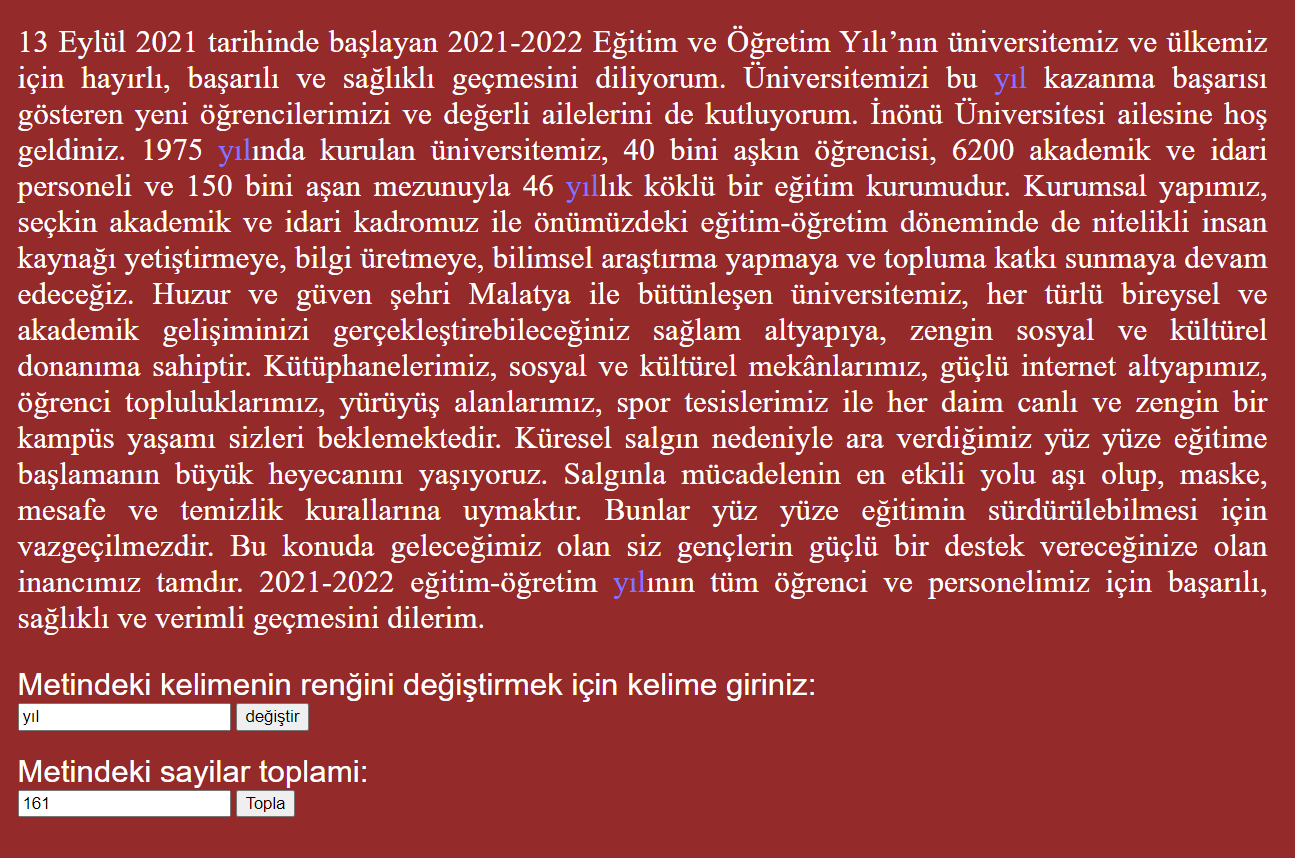 13 Eylül 2021 tarihinde başlayan 2021-2022 Eğitim ve Öğretim Yılı’nın üniversitemiz ve ülkemiz
için hayırlı, başarılı ve sağlıklı geçmesini diliyorum. Üniversitemizi bu yıl kazanma başarısı
gösteren yeni öğrencilerimizi ve değerli ailelerini de kutluyorum. İnönü Üniversitesi ailesine hoş
geldiniz. 1975 yılında kurulan üniversitemiz, 40 bini aşkın öğrencisi, 6200 akademik ve idari
personeli ve 150 bini aşan mezunuyla 46 yıllık köklü bir eğitim kurumudur. Kurumsal yapımız,
seçkin akademik ve idari kadromuz ile önümüzdeki eğitim-öğretim döneminde de nitelikli insan
kaynağı yetiştirmeye, bilgi üretmeye, bilimsel araştırma yapmaya ve topluma katkı sunmaya devam
edeceğiz. Huzur ve güven şehri Malatya ile bütünleşen üniversitemiz, her türlü bireysel ve
akademik gelişiminizi gerçekleştirebileceğiniz sağlam altyapıya, zengin sosyal ve kültürel
donanıma sahiptir. Kütüphanelerimiz, sosyal ve kültürel mekânlarımız, güçlü internet altyapımız,
öğrenci topluluklarımız, yürüyüş alanlarımız, spor tesislerimiz ile her daim canlı ve zengin bir
kampüs yaşamı sizleri beklemektedir. Küresel salgın nedeniyle ara verdiğimiz yüz yüze eğitime
başlamanın büyük heyecanını yaşıyoruz. Salgınla mücadelenin en etkili yolu aşı olup, maske,
mesafe ve temizlik kurallarına uymaktır. Bunlar yüz yüze eğitimin sürdürülebilmesi için
vazgeçilmezdir. Bu konuda geleceğimiz olan siz gençlerin güçlü bir destek vereceğinize olan
inancımız tamdır. 2021-2022 eğitim-öğretim yılının tüm öğrenci ve personelimiz için başarılı,
sağlıklı ve verimli geçmesini dilerim.
Metindeki kelimenin renğini değiştirmek için kelime giriniz:
yıl değiştir
Metindeki sayilar toplami:
161 Topla